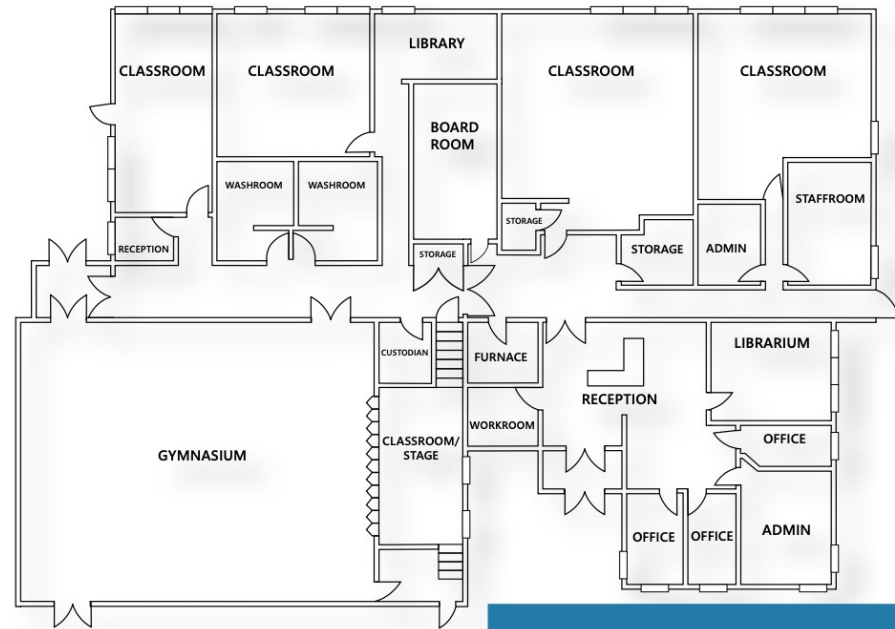 LIBRARY
CLASSROOM
CLASSROOM
CLASSROOM
CLASSROOM
BOARD
ROOM
WASHROOM
WASHROOM
STAFFROOM
STORAGE
RECEPTION
STORAGE
STORAGE
ADMIN
CUSTODIAN
FURNACE
LIBRARIUM
RECEPTION
WORKROOM
CLASSROOM/
STAGE
OFFICE
GYMNASIUM
OFFICE
OFFICE
ADMIN